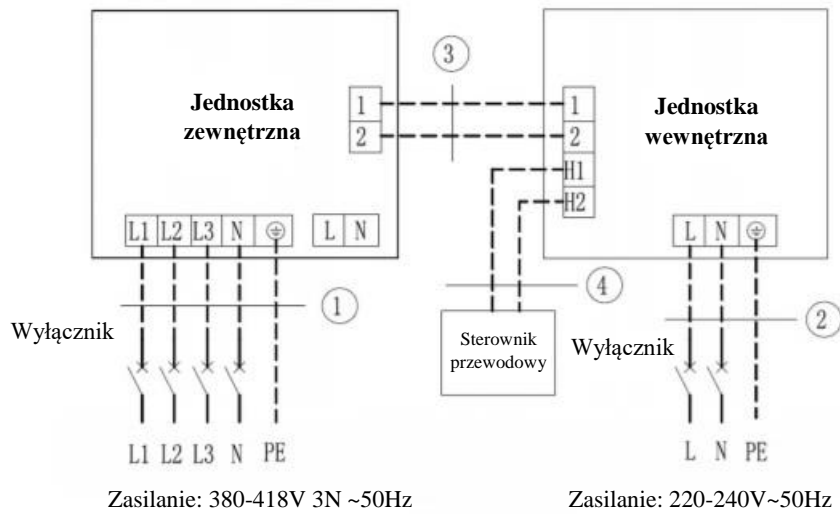 ③
Jednostka
zewnętrzna
1
2
1
2
H1
H2
Jednostka
wewnętrzna
L1 L2 L3 N
L N
L N
①
④
②
Wyłącznik
Sterownik
przewodowy
Wyłącznik
L1 L2 L3 N PE
L N PE
Zasilanie: 380-418V 3N ~50Hz
Zasilanie: 220-240V~50Hz